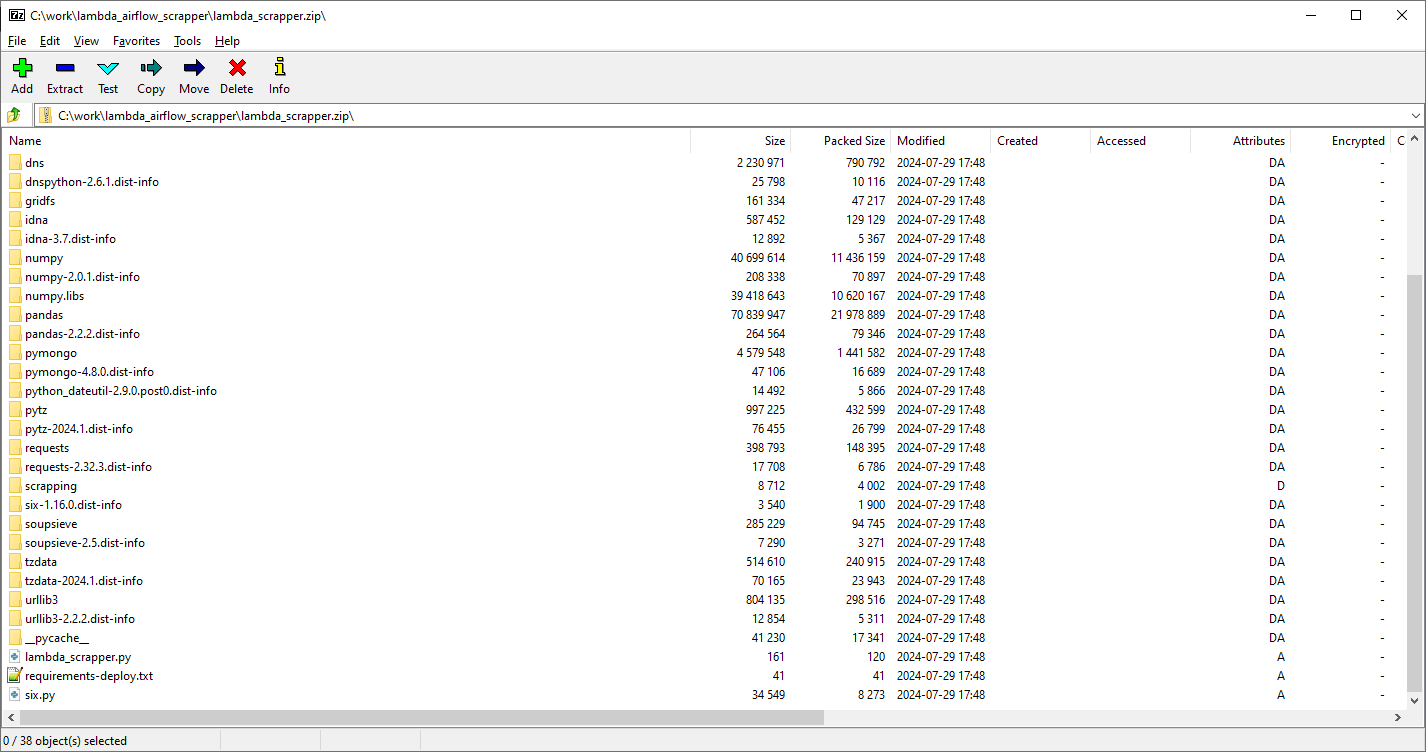 C:\work\lambda_airflow_scrapper\lambda_scrapper.zip\
File Edit View Favorites Tools Help
Add Extract Test Copy Move Delete Info
C:\work\lambda_airflow_scrapper\lambda_scrapper.zip\
Name Size Packed Size Modified Created Accessed Attributes Encrypted C
dns 2 230 971 790 792 2024-07-29 17:48 DA -
dnspython-2.6.1.dist-info 25 798 10 116 2024-07-29 17:48 DA -
gridfs 161 334 47 217 2024-07-29 17:48 DA -
idna 587 452 129 129 2024-07-29 17:48 DA -
idna-3.7.dist-info 12 892 5 367 2024-07-29 17:48 DA -
numpy 40 699 614 11 436 159 2024-07-29 17:48 DA -
numpy-2.0.1.dist-info 208 338 70 897 2024-07-29 17:48 DA -
numpy.libs 39 418 643 10 620 167 2024-07-29 17:48 DA -
pandas 70 839 947 21 978 889 2024-07-29 17:48 DA -
pandas-2.2.2.dist-info 264 564 79 346 2024-07-29 17:48 DA -
pymongo 4 579 548 1 441 582 2024-07-29 17:48 DA -
pymongo-4.8.0.dist-info 47 106 16 689 2024-07-29 17:48 DA -
python_dateutil-2.9.0.post0.dist-info 14 492 5 866 2024-07-29 17:48 DA -
pytz 997 225 432 599 2024-07-29 17:48 DA -
pytz-2024.1.dist-info 76 455 26 799 2024-07-29 17:48 DA -
requests 398 793 148 395 2024-07-29 17:48 DA -
requests-2.32.3.dist-info 17 708 6 786 2024-07-29 17:48 DA -
scrapping 8 712 4 002 2024-07-29 17:48 D -
six-1.16.0.dist-info 3 540 1 900 2024-07-29 17:48 DA -
soupsieve 285 229 94 745 2024-07-29 17:48 DA -
soupsieve-2.5.dist-info 7 290 3 271 2024-07-29 17:48 DA -
tzdata 514 610 240 915 2024-07-29 17:48 DA -
tzdata-2024.1.dist-info 70 165 23 943 2024-07-29 17:48 DA -
urllib3 804 135 298 516 2024-07-29 17:48 DA -
urllib3-2.2.2.dist-info 12 854 5 311 2024-07-29 17:48 DA -
__pycache__ 41 230 17 341 2024-07-29 17:48 DA -
lambda_scrapper.py 161 120 2024-07-29 17:48 A -
requirements-deploy.txt 41 41 2024-07-29 17:48 A -
six.py 34 549 8 273 2024-07-29 17:48 A -
0 / 38 object(s) selected